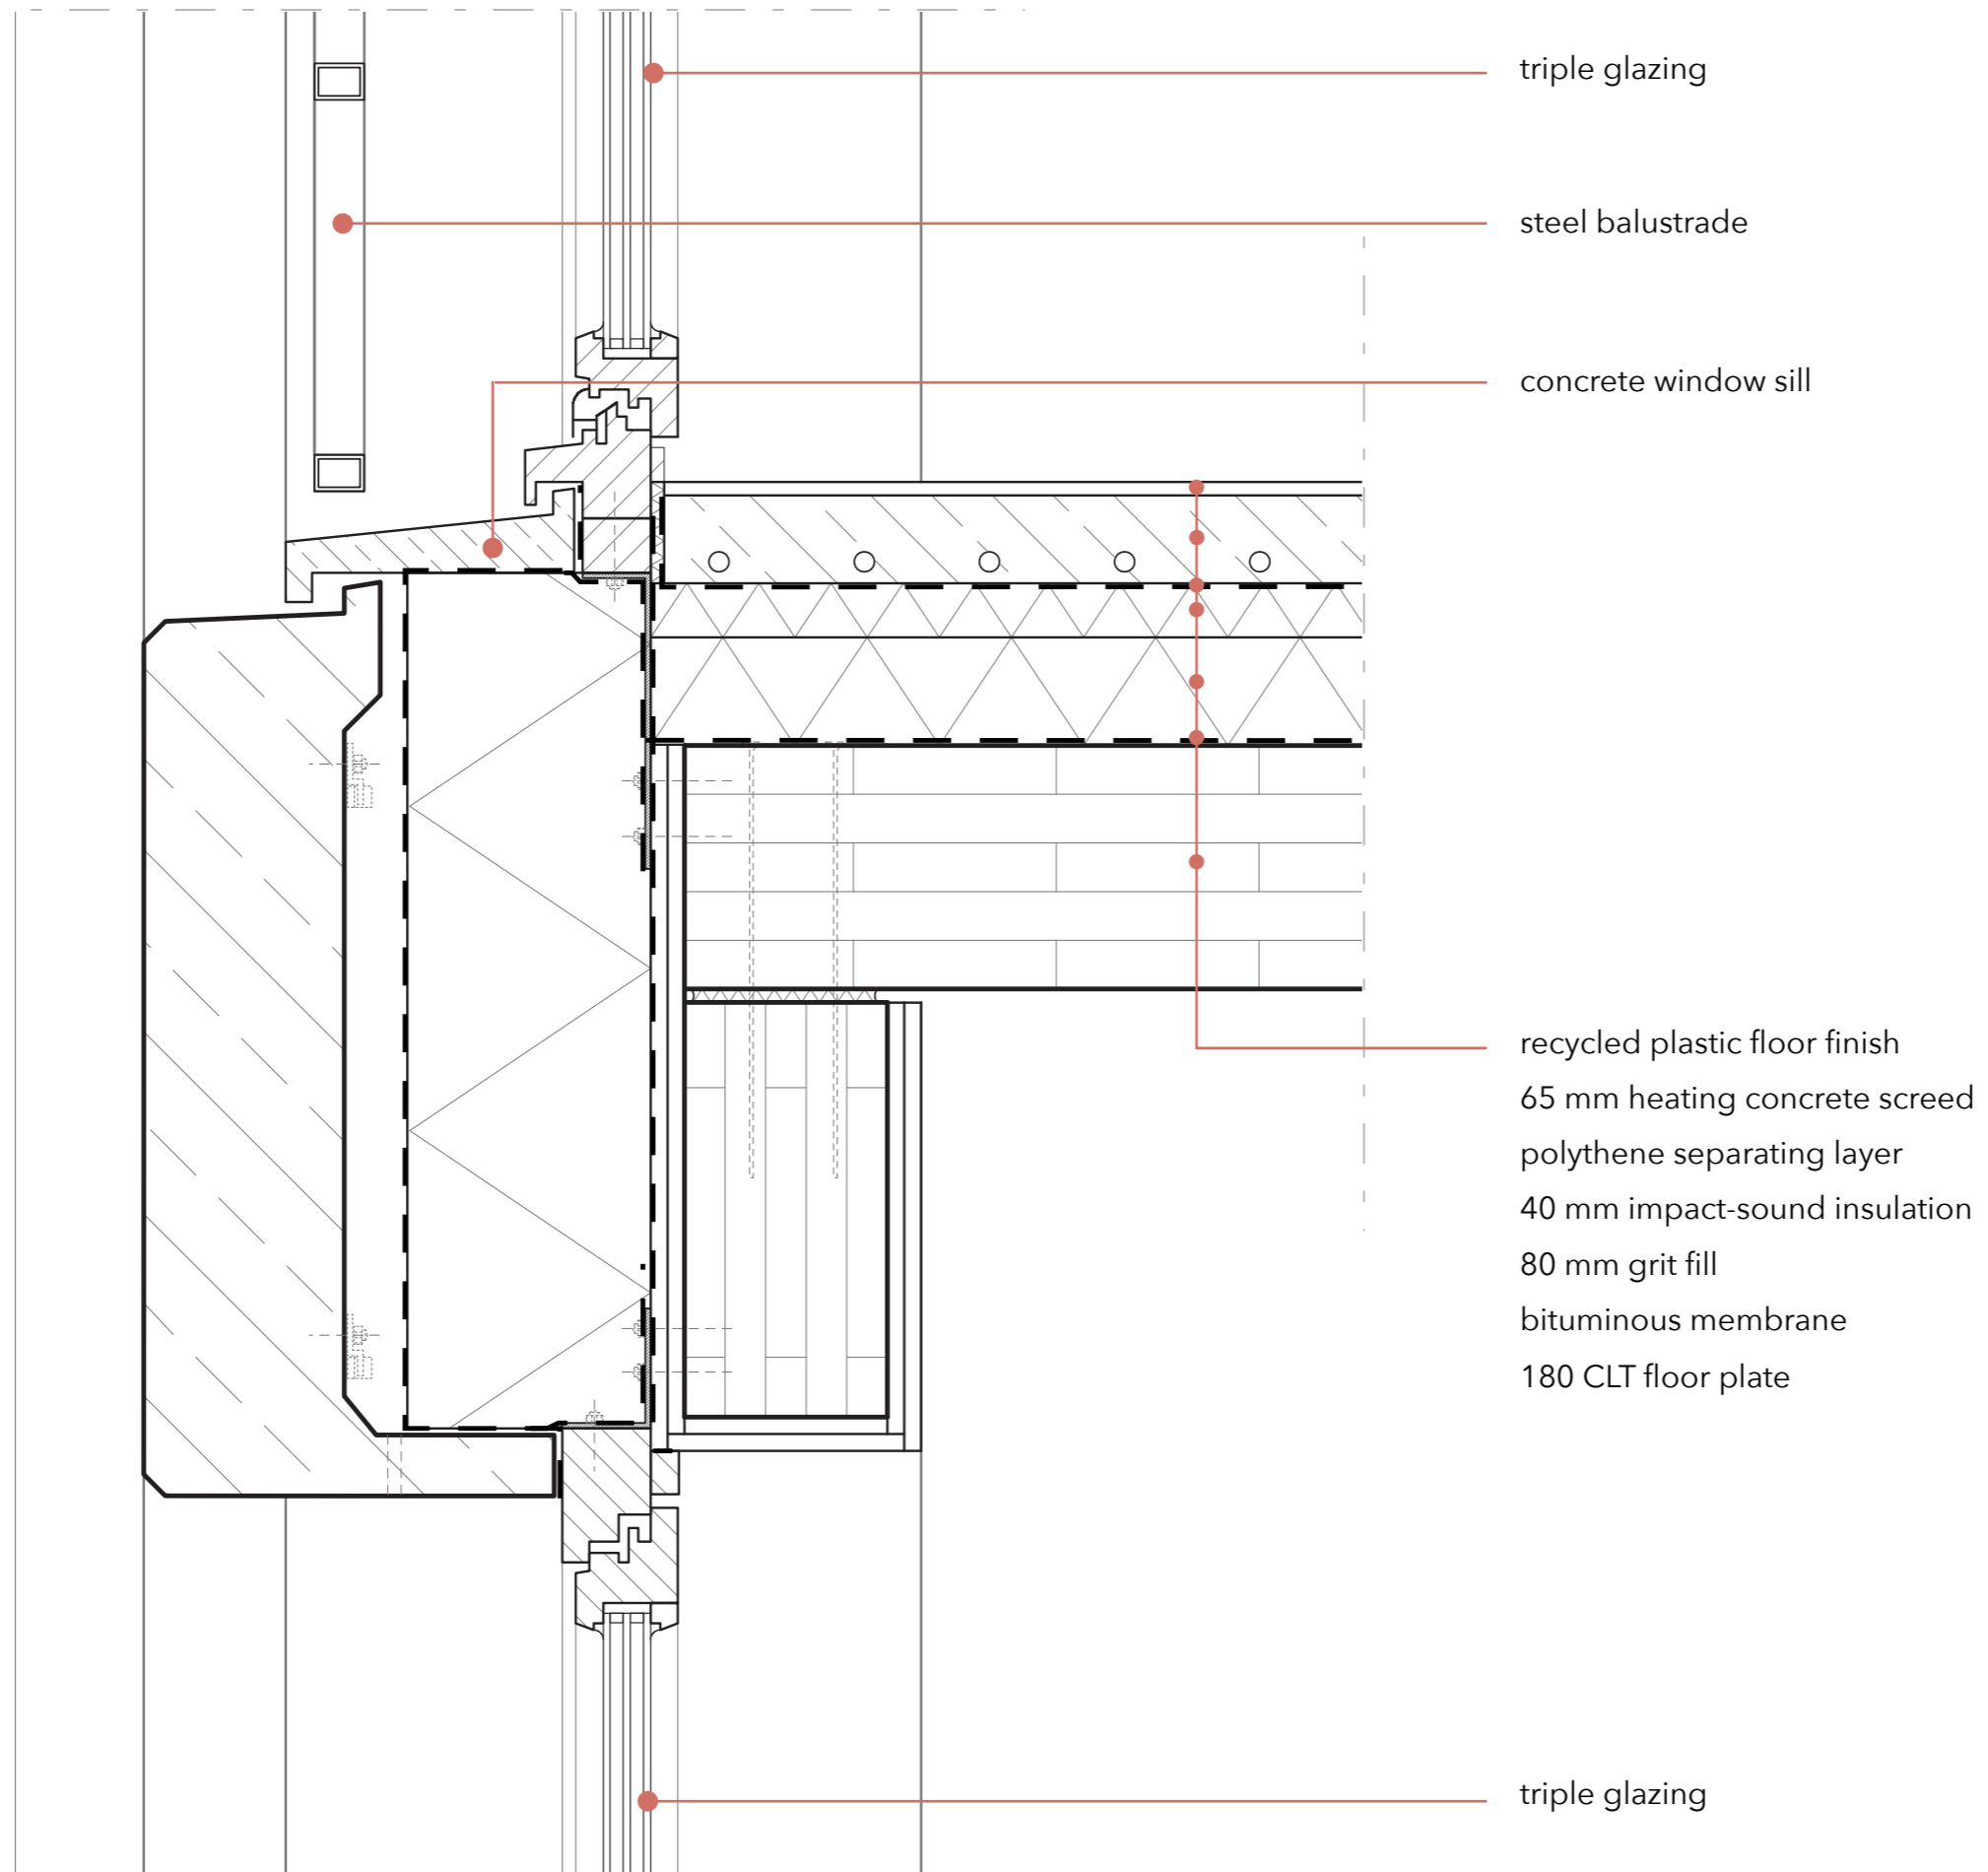 triple glazing
steel balustrade
concrete window sill
recycled plastic floor finish
65 mm heating concrete screed
polythene separating layer
40 mm impact-sound insulation
80 mm grit fill
bituminous membrane
180 CLT floor plate
triple glazing